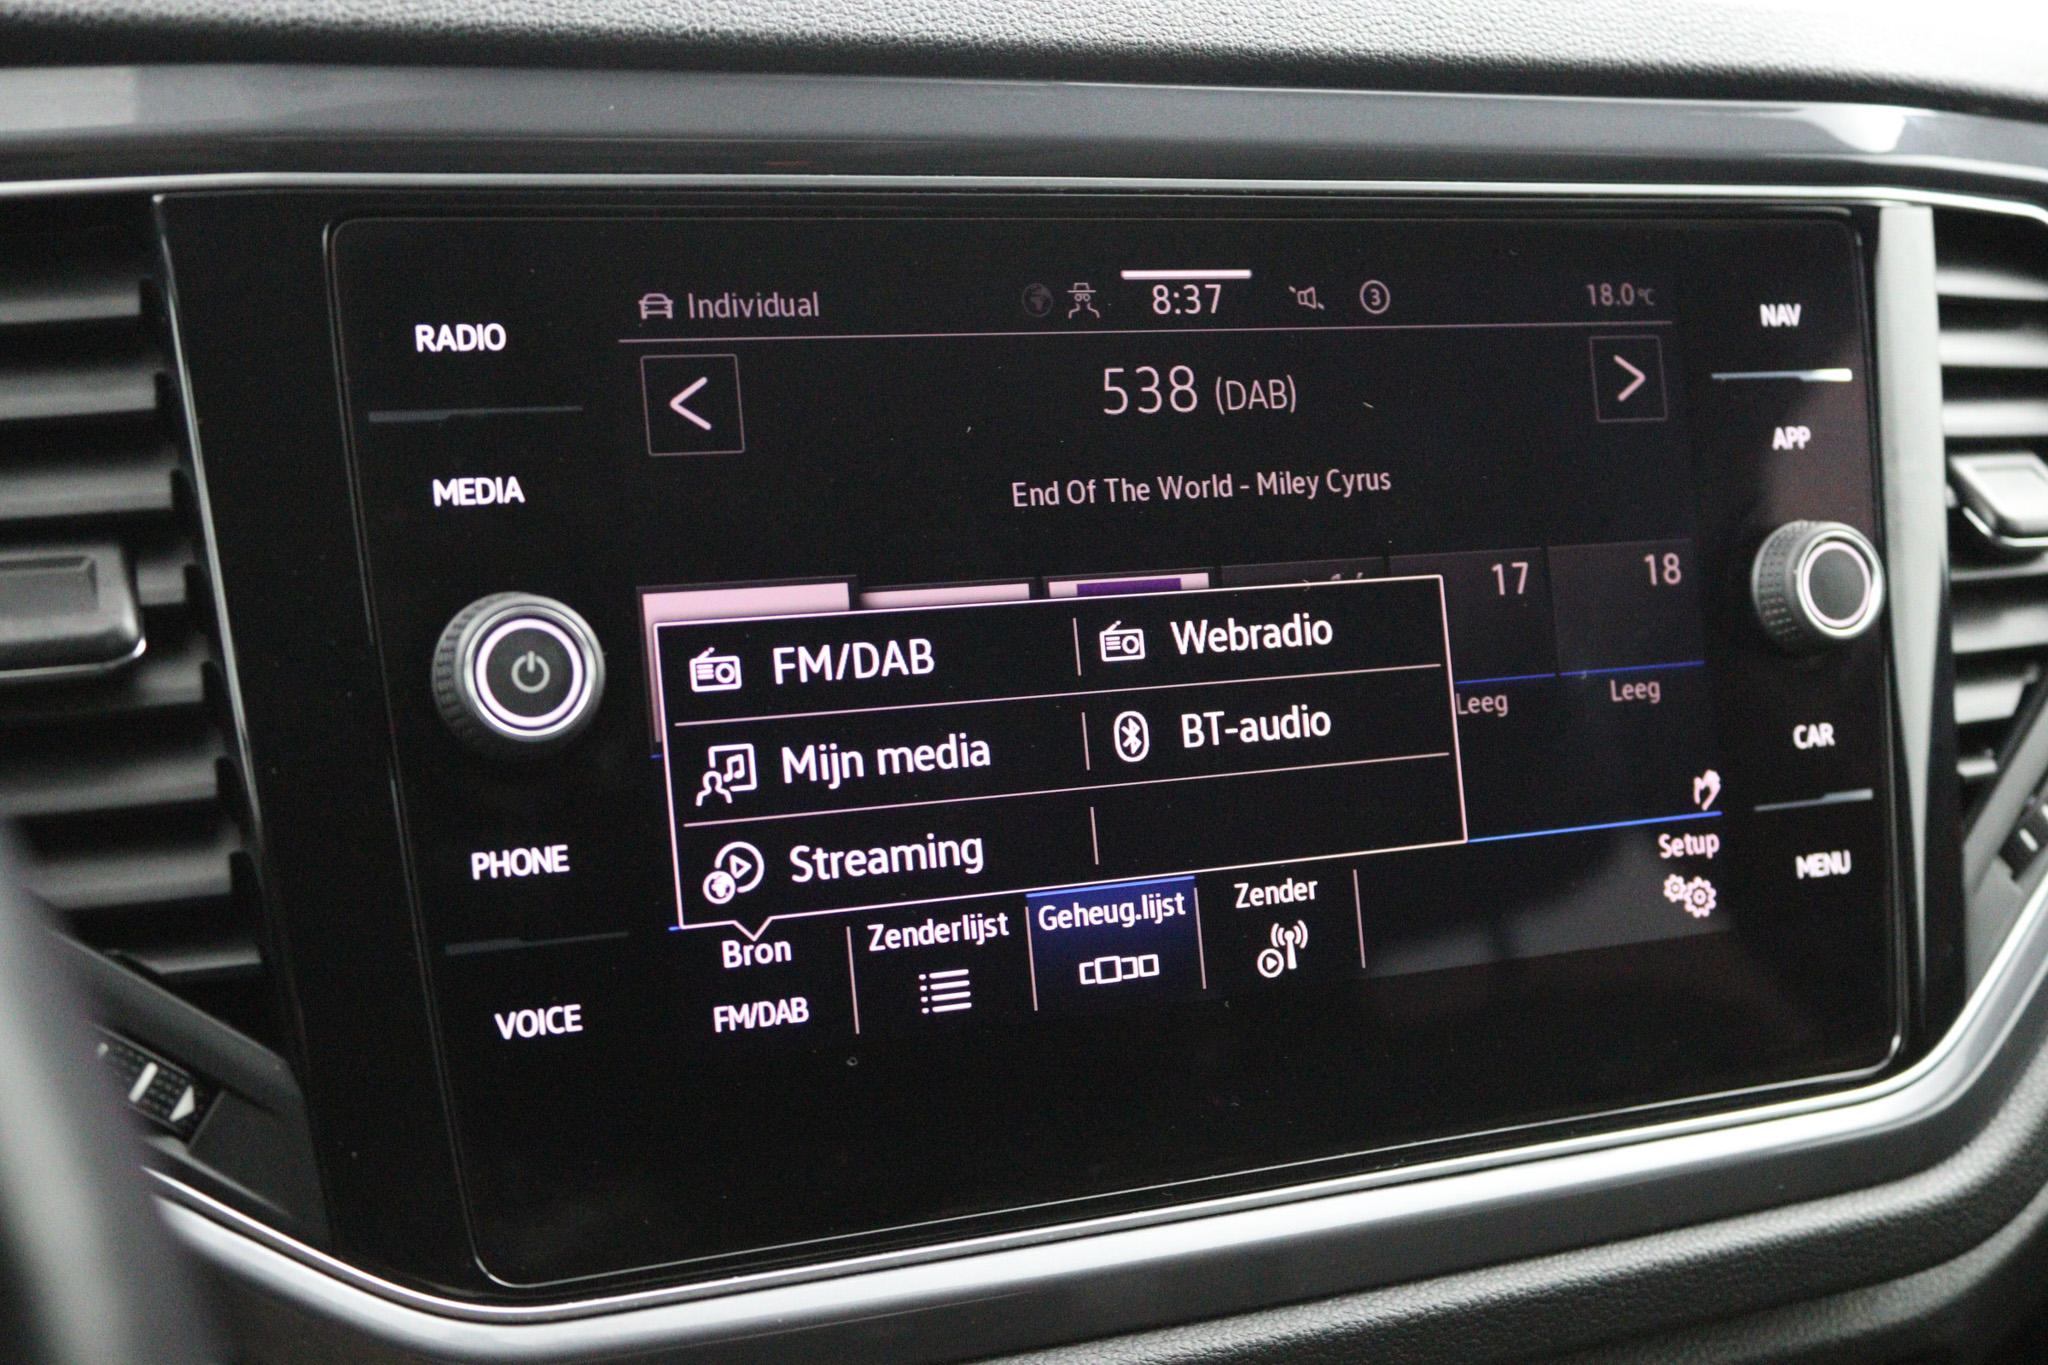 RADIO
MEDIA
PHONE
VOICE
Individual
8:37
3
18.0°C
538 (DAB)
End Of The World - Miley Cyrus
17
18
Leeg
Leeg
FM/DAB
Webradio
Mijn media
BT-audio
Streaming
Bron
FM/DAB
Zenderlijst
Geheug.lijst
Zender
Setup
NAV
APP
CAR
MENU